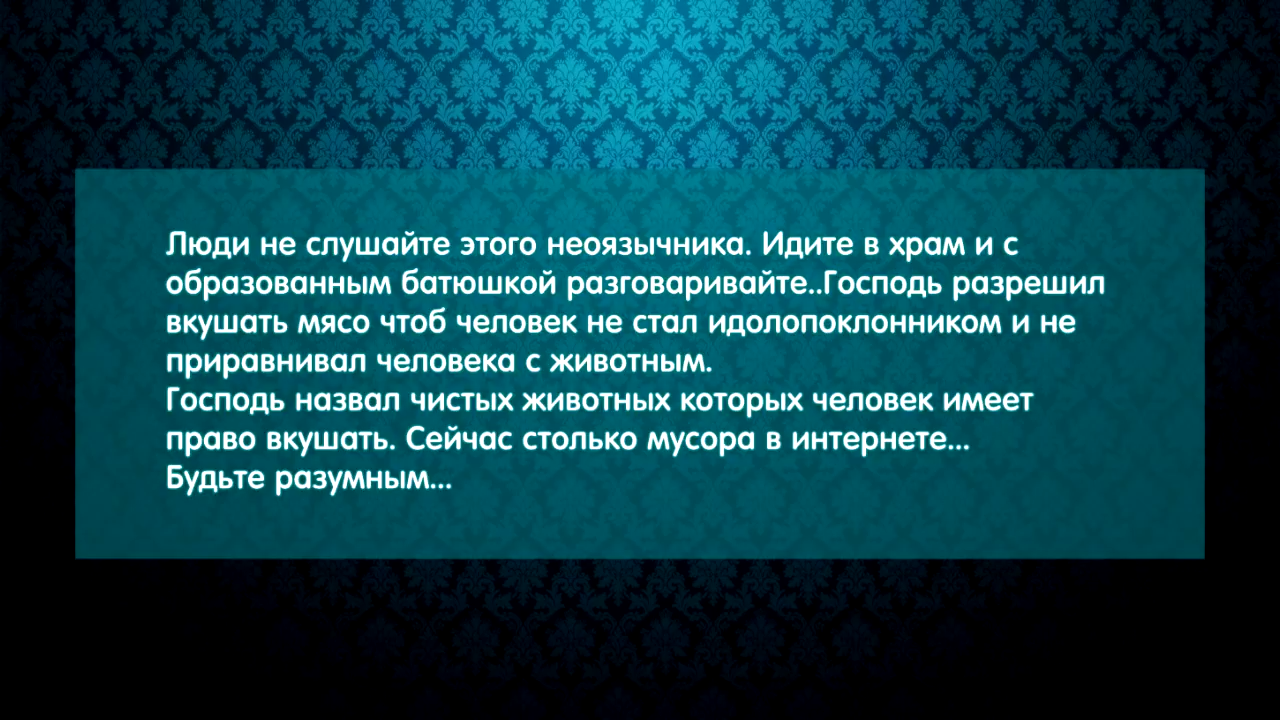 Люди не слушайте этого неоязычника. Идите в храм и с
образованным батюшкой разговаривайте..Господь разрешил
вкушать мясо чтоб человек не стал идолопоклонником и не
приравнивал человека с животным.
Господь назвал чистых животных которых человек имеет
право вкушать. Сейчас столько мусора в интернете...
Будьте разумным...